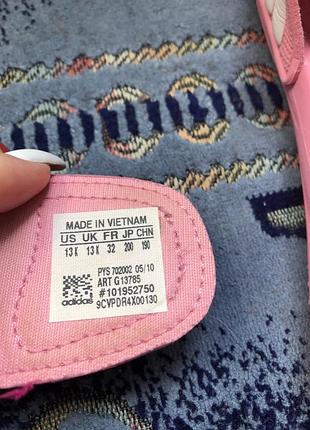 MADE IN VIETNAM
US UK FR JP CHN
13K 13K 32 200 190
PYS 702002 05/10
ART G13785
#101952750
9CVPDR4X00130
adidas